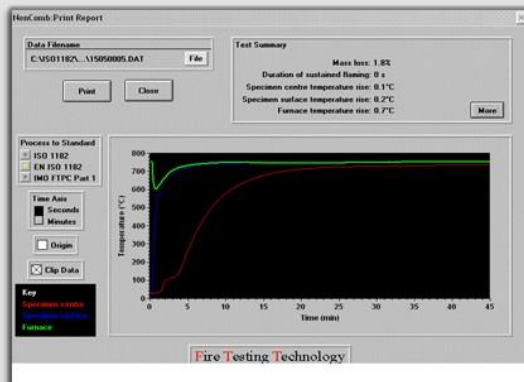 NonComb:Print Report
Data Filename
C:\ISO1182\...\15050005.DAT
File
Print
Close
Test Summary
Mass loss: 1.8%
Duration of sustained flaming: 0 s
Specimen centre temperature rise: 0.1°C
Specimen surface temperature rise: 0.2°C
Furnace temperature rise: 0.7°C
More
Process to Standard
ISO 1182
EN ISO 1182
IMO FTPC Part 1
Time Axis
Seconds
Minutes
Origin
Clip Data
Key
Specimen centre
Specimen surface
Furnace
Temperature (°C)
800
700
600
500
400
300
200
100
0
0 5 10 15 20 25 30 35 40 45
Time (min)
Fire Testing Technology